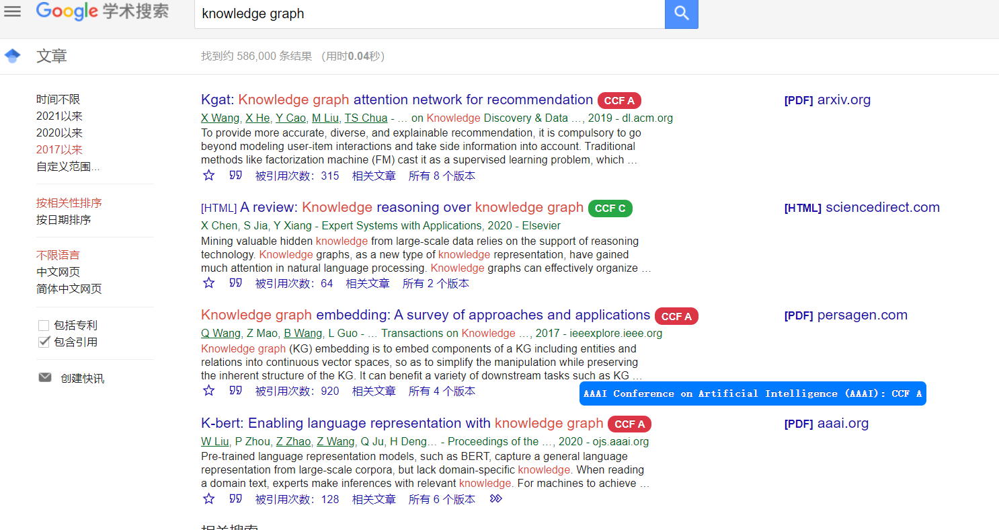 Google 学术搜索
knowledge graph
文章
找到约 586,000 条结果 (用时0.04秒)
时间不限
2021以来
2020以来
2017以来
自定义范围...
按相关性排序
按日期排序
不限语言
中文网页
简体中文网页
包括专利
包含引用
创建快讯
Kgat: Knowledge graph attention network for recommendation CCF A
[PDF] arxiv.org
X Wang, X He, Y Cao, M Liu, TS Chua - … on Knowledge Discovery & Data …, 2019 - dl.acm.org
To provide more accurate, diverse, and explainable recommendation, it is compulsory to go
beyond modeling user-item interactions and take side information into account. Traditional
methods like factorization machine (FM) cast it as a supervised learning problem, which …
被引用次数：315 相关文章 所有 8 个版本
[HTML] A review: Knowledge reasoning over knowledge graph CCF C
[HTML] sciencedirect.com
X Chen, S Jia, Y Xiang - Expert Systems with Applications, 2020 - Elsevier
Mining valuable hidden knowledge from large-scale data relies on the support of reasoning
technology. Knowledge graphs, as a new type of knowledge representation, have gained
much attention in natural language processing. Knowledge graphs can effectively organize …
被引用次数：64 相关文章 所有 2 个版本
Knowledge graph embedding: A survey of approaches and applications CCF A
[PDF] persagen.com
Q Wang, Z Mao, B Wang, L Guo - … Transactions on Knowledge …, 2017 - ieeexplore.ieee.org
Knowledge graph (KG) embedding is to embed components of a KG including entities and
relations into continuous vector spaces, so as to simplify the manipulation while preserving
the inherent structure of the KG. It can benefit a variety of downstream tasks such as KG …
被引用次数：920 相关文章 所有 4 个版本
AAAI Conference on Artificial Intelligence (AAAI): CCF A
K-bert: Enabling language representation with knowledge graph CCF A
[PDF] aaai.org
W Liu, P Zhou, Z Zhao, Z Wang, Q Ju, H Deng… - Proceedings of the …, 2020 - ojs.aaai.org
Pre-trained language representation models, such as BERT, capture a general language
representation from large-scale corpora, but lack domain-specific knowledge. When reading
a domain text, experts make inferences with relevant knowledge. For machines to achieve …
被引用次数：128 相关文章 所有 6 个版本
相关搜索